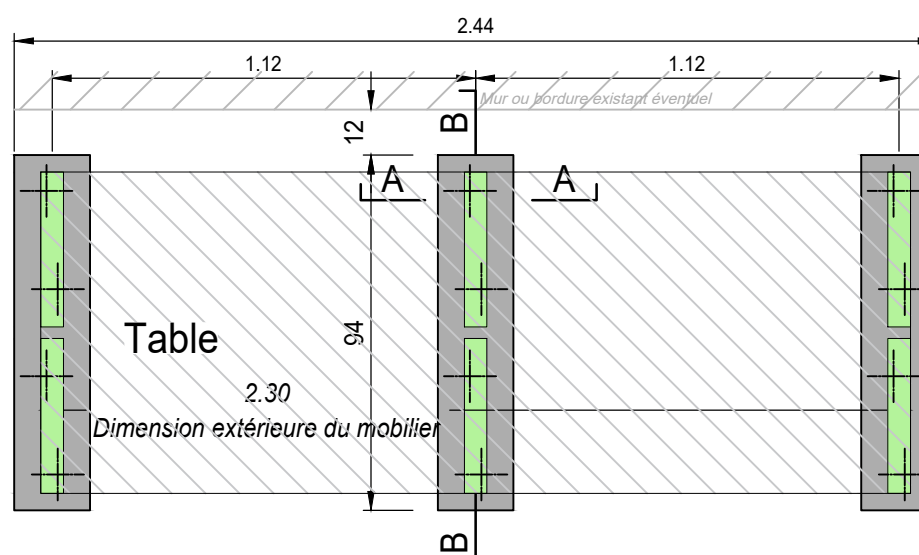 2.44
1.12
1.12
Mur ou bordure existant éventuel
12
B
A
A
Table
94
2.30
Dimension extérieure du mobilier
B